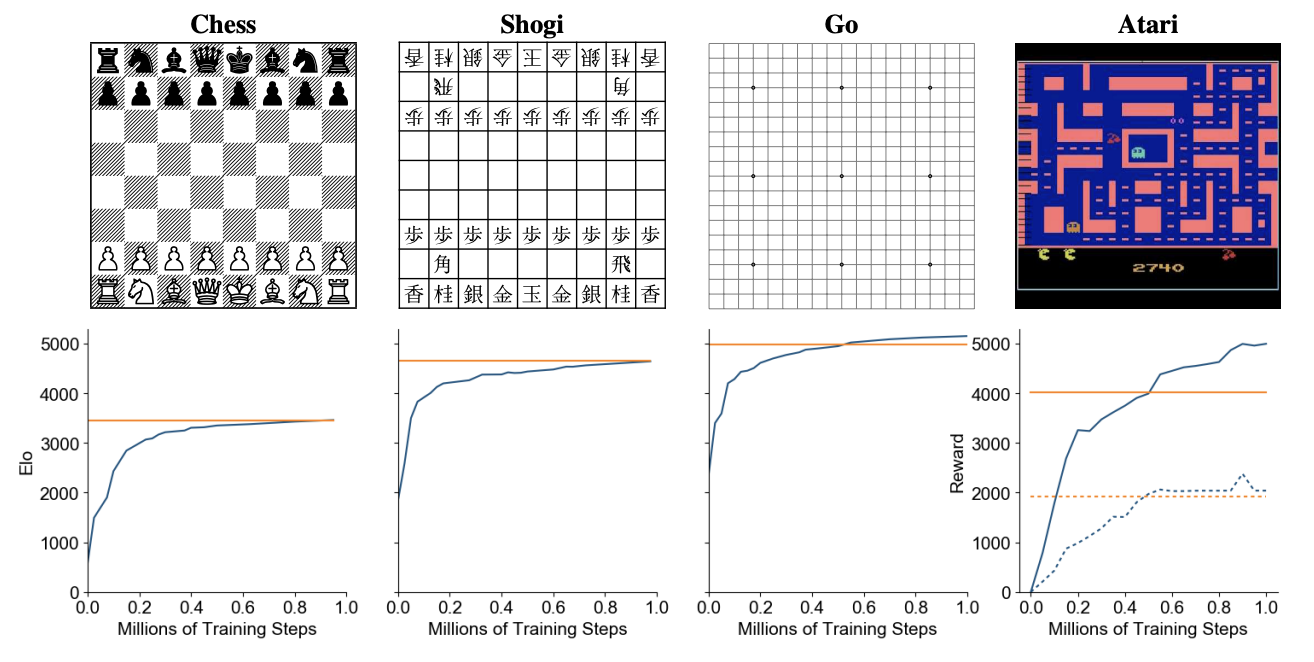 Chess
Shogi
Go
Atari
香 桂 銀 金 玉 金 銀 桂 香
飛 角
歩 歩 歩 歩 歩 歩 歩 歩 歩
歩 歩 歩 歩 歩 歩 歩 歩 歩
角 飛
香 桂 銀 金 玉 金 銀 桂 香
2740
Elo
5000
4000
3000
2000
1000
0
0.0 0.2 0.4 0.6 0.8 1.0
Millions of Training Steps
0.0 0.2 0.4 0.6 0.8 1.0
Millions of Training Steps
0.0 0.2 0.4 0.6 0.8 1.0
Millions of Training Steps
Reward
5000
4000
3000
2000
1000
0
0.0 0.2 0.4 0.6 0.8 1.0
Millions of Training Steps